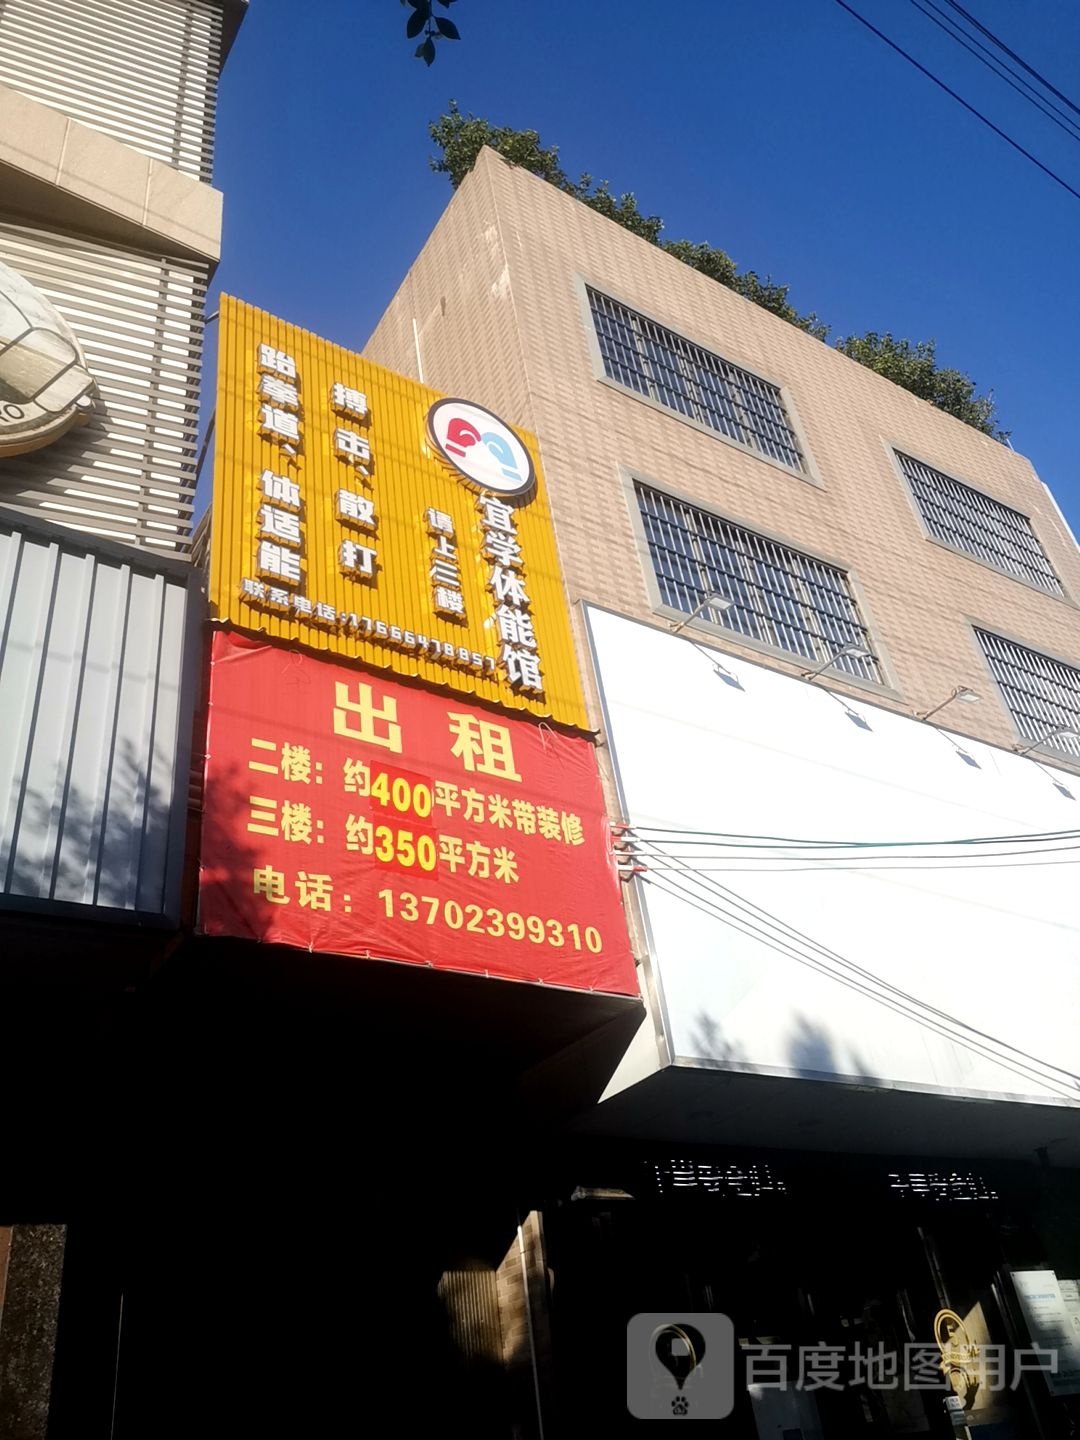 宜学体能馆
请上三楼
搏击、散打
跆拳道、体适能
联系电话:17666478857
出租
二楼：约400平方米带装修
三楼：约350平方米
电话：13702399310
百度地图用户